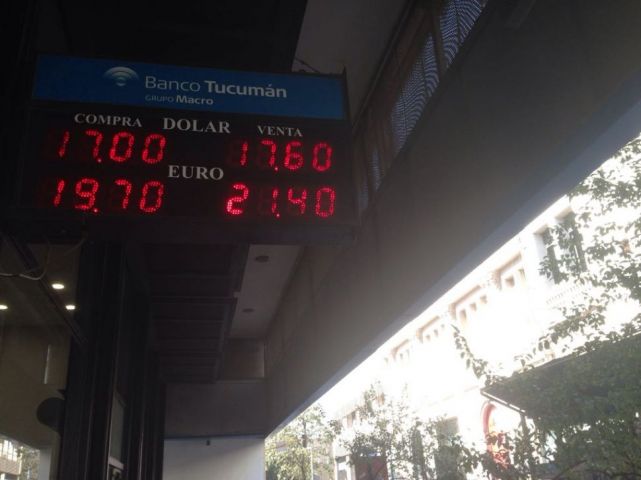 Banco Tucumán
GRUPO Macro
COMPRA DOLAR VENTA
17.00 17.60
EURO
19.70 21.40